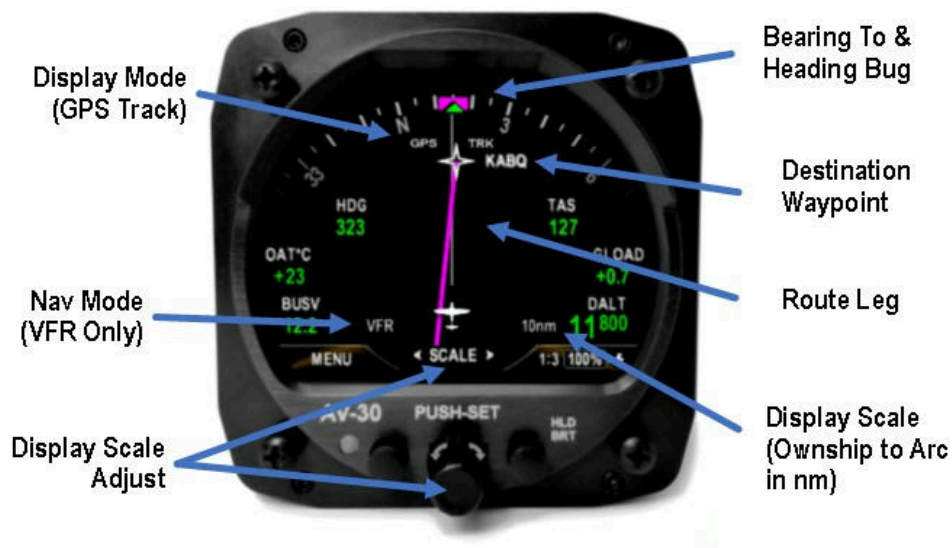 Bearing To &
Heading Bug
Display Mode
(GPS Track)
N
3
GPS TRK
KABQ
33
6
Destination
Waypoint
HDG
323
TAS
127
OAT°C
+23
GLOAD
+0.7
Nav Mode
(VFR Only)
BUSV
12.2
VFR
10nm
DALT
11800
Route Leg
MENU
< SCALE >
1:3 100%
AV-30
PUSH-SET
HLD
BRT
Display Scale
Adjust
Display Scale
(Ownship to Arc
in nm)